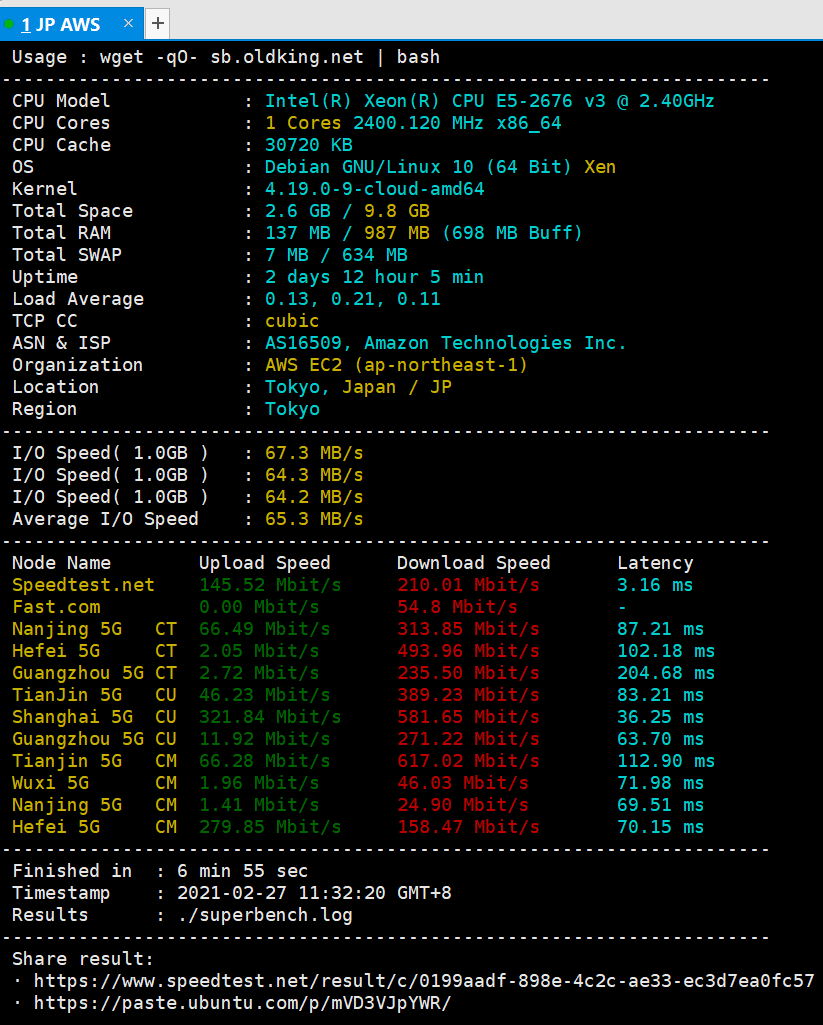 1 JP AWS × +
Usage : wget -qO- sb.oldking.net | bash
----------------------------------------------------------------------
CPU Model : Intel(R) Xeon(R) CPU E5-2676 v3 @ 2.40GHz
CPU Cores : 1 Cores 2400.120 MHz x86_64
CPU Cache : 30720 KB
OS : Debian GNU/Linux 10 (64 Bit) Xen
Kernel : 4.19.0-9-cloud-amd64
Total Space : 2.6 GB / 9.8 GB
Total RAM : 137 MB / 987 MB (698 MB Buff)
Total SWAP : 7 MB / 634 MB
Uptime : 2 days 12 hour 5 min
Load Average : 0.13, 0.21, 0.11
TCP CC : cubic
ASN & ISP : AS16509, Amazon Technologies Inc.
Organization : AWS EC2 (ap-northeast-1)
Location : Tokyo, Japan / JP
Region : Tokyo
----------------------------------------------------------------------
I/O Speed( 1.0GB ) : 67.3 MB/s
I/O Speed( 1.0GB ) : 64.3 MB/s
I/O Speed( 1.0GB ) : 64.2 MB/s
Average I/O Speed : 65.3 MB/s
----------------------------------------------------------------------
Node Name Upload Speed Download Speed Latency
Speedtest.net 145.52 Mbit/s 210.01 Mbit/s 3.16 ms
Fast.com 0.00 Mbit/s 54.8 Mbit/s -
Nanjing 5G CT 66.49 Mbit/s 313.85 Mbit/s 87.21 ms
Hefei 5G CT 2.05 Mbit/s 493.96 Mbit/s 102.18 ms
Guangzhou 5G CT 2.72 Mbit/s 235.50 Mbit/s 204.68 ms
TianJin 5G CU 46.23 Mbit/s 389.23 Mbit/s 83.21 ms
Shanghai 5G CU 321.84 Mbit/s 581.65 Mbit/s 36.25 ms
Guangzhou 5G CU 11.92 Mbit/s 271.22 Mbit/s 63.70 ms
Tianjin 5G CM 66.28 Mbit/s 617.02 Mbit/s 112.90 ms
Wuxi 5G CM 1.96 Mbit/s 46.03 Mbit/s 71.98 ms
Nanjing 5G CM 1.41 Mbit/s 24.90 Mbit/s 69.51 ms
Hefei 5G CM 279.85 Mbit/s 158.47 Mbit/s 70.15 ms
----------------------------------------------------------------------
Finished in : 6 min 55 sec
Timestamp : 2021-02-27 11:32:20 GMT+8
Results : ./superbench.log
----------------------------------------------------------------------
Share result:
· https://www.speedtest.net/result/c/0199aadf-898e-4c2c-ae33-ec3d7ea0fc57
· https://paste.ubuntu.com/p/mVD3VJpYWR/